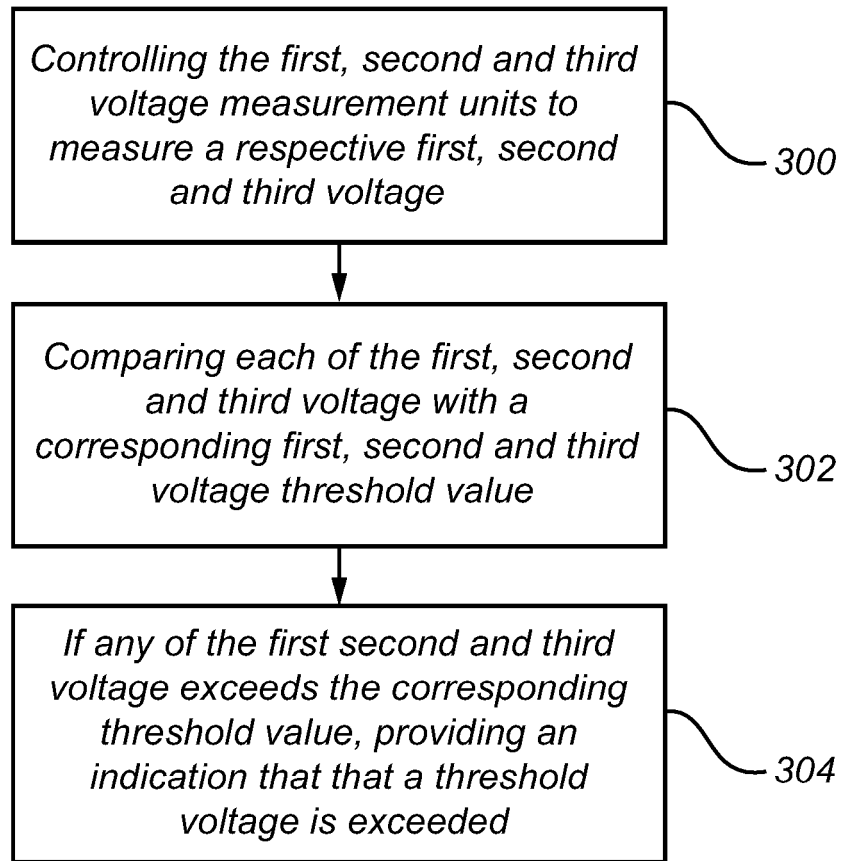 Controlling the first, second and third
voltage measurement units to
measure a respective first, second
and third voltage
300
Comparing each of the first, second
and third voltage with a
corresponding first, second and third
voltage threshold value
302
If any of the first second and third
voltage exceeds the corresponding
threshold value, providing an
indication that that a threshold
voltage is exceeded
304